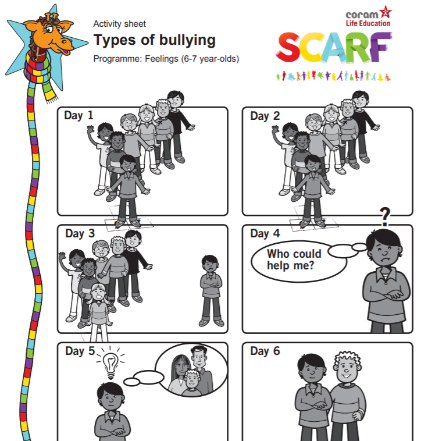 Activity sheet
Types of bullying
Programme: Feelings (6-7 year-olds)
coram
Life Education
SCARF
Day 1
Day 2
Day 3
Day 4
?
Who could
help me?
Day 5
Day 6